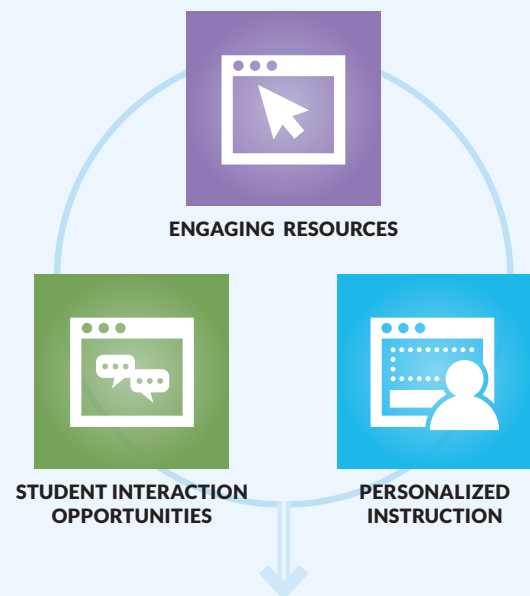 ENGAGING RESOURCES
STUDENT INTERACTION
OPPORTUNITIES
PERSONALIZED
INSTRUCTION